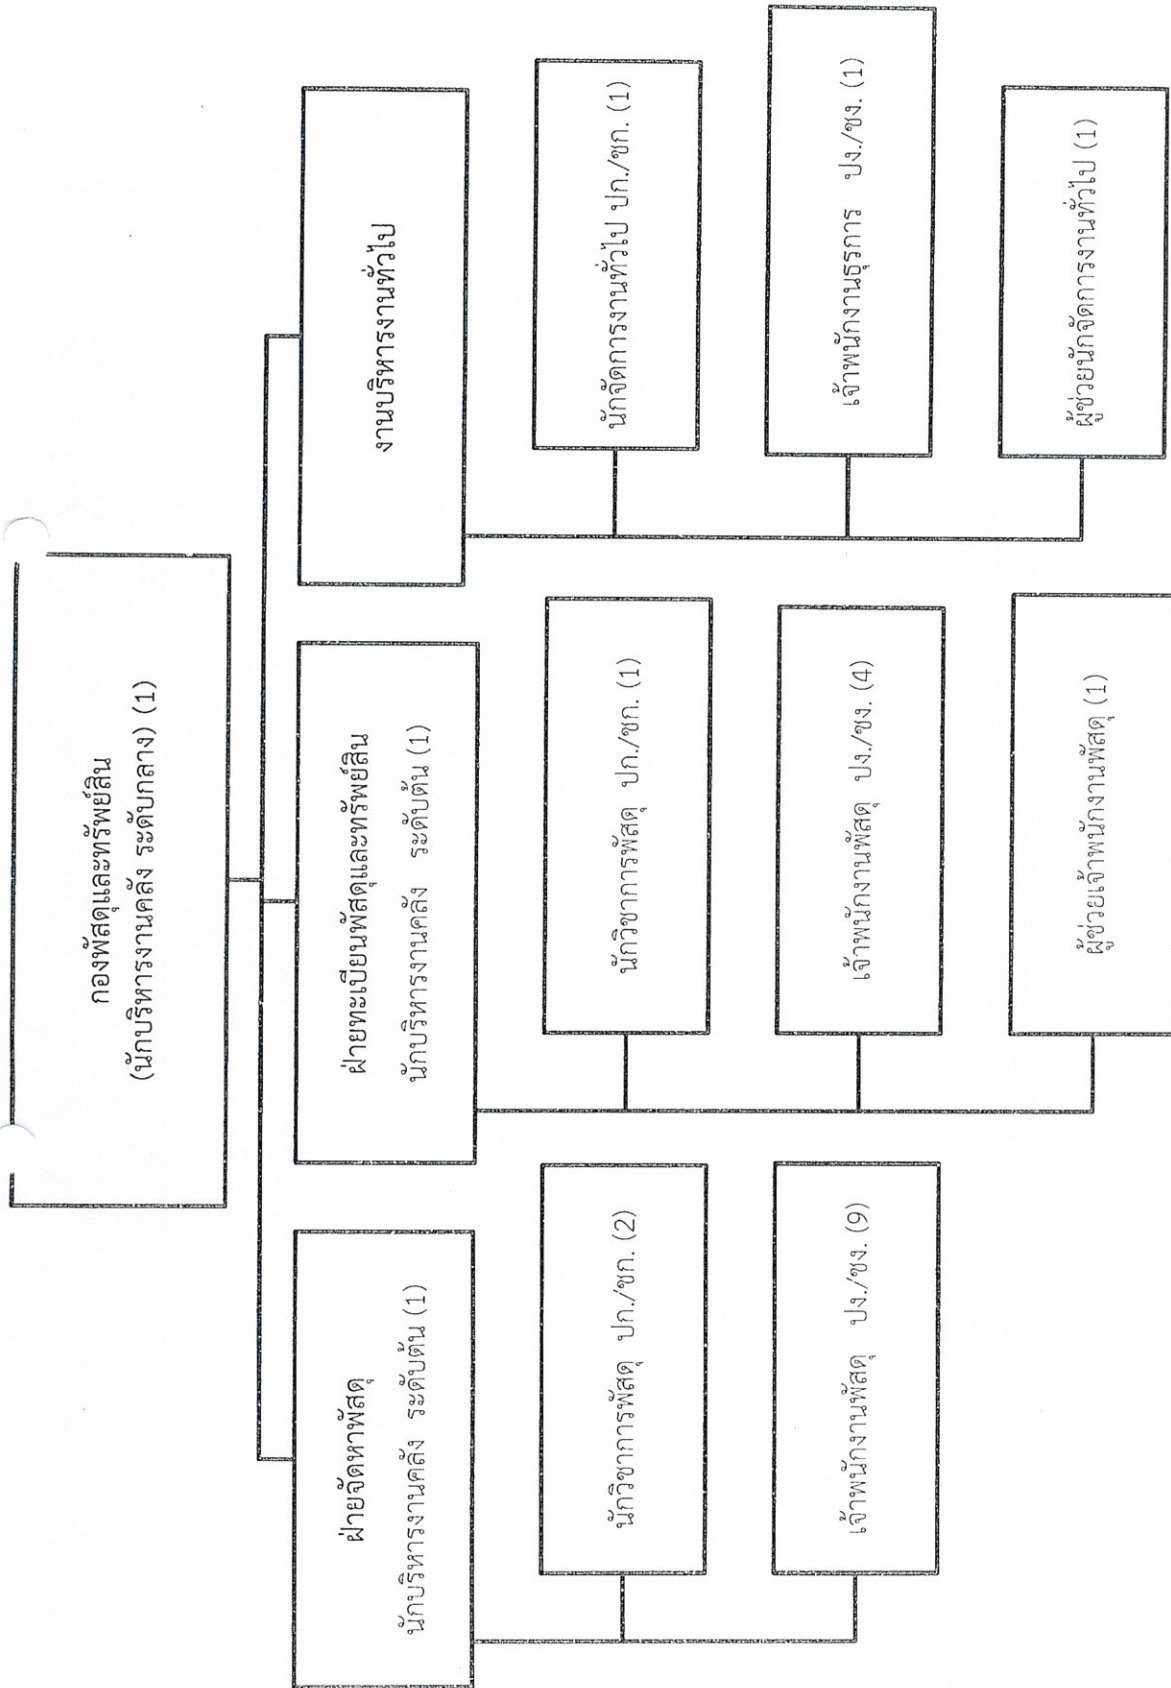 กองพัสดุและทรัพย์สิน
(นักบริหารงานคลัง ระดับกลาง) (1)
ฝ่ายจัดหาพัสดุ
นักบริหารงานคลัง ระดับต้น (1)
นักวิชาการพัสดุ ปก./ชก. (2)
เจ้าพนักงานพัสดุ ปง./ชง. (9)
ฝ่ายทะเบียนพัสดุและทรัพย์สิน
นักบริหารงานคลัง ระดับต้น (1)
นักวิชาการพัสดุ ปก./ชก. (1)
เจ้าพนักงานพัสดุ ปง./ชง. (4)
ผู้ช่วยเจ้าพนักงานพัสดุ (1)
งานบริหารงานทั่วไป
นักจัดการงานทั่วไป ปก./ชก. (1)
เจ้าพนักงานธุรการ ปง./ชง. (1)
ผู้ช่วยนักจัดการงานทั่วไป (1)